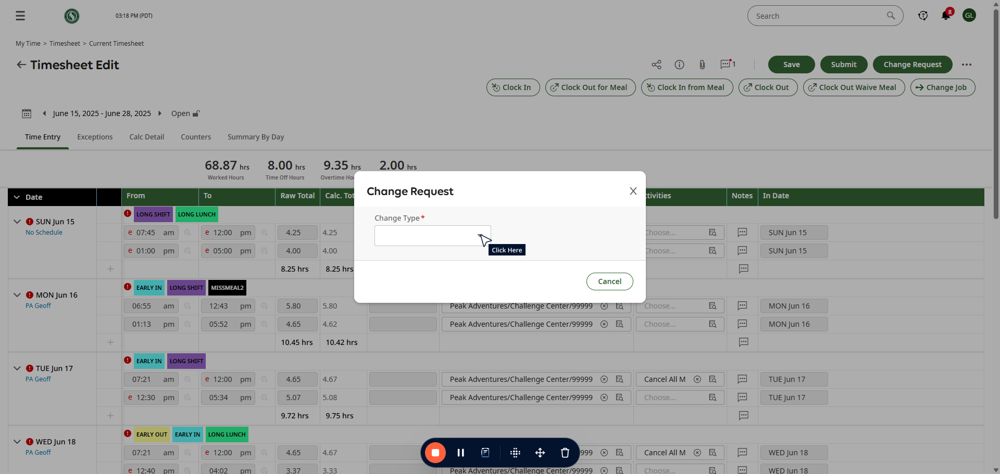 03:18 PM (PDT)
Search
8
GL
My Time > Timesheet > Current Timesheet
Timesheet Edit
1
Save
Submit
Change Request
Clock In
Clock Out for Meal
Clock In from Meal
Clock Out
Clock Out Waive Meal
Change Job
June 15, 2025 - June 28, 2025
Open
Time Entry
Exceptions
Calc Detail
Counters
Summary By Day
68.87 hrs
8.00 hrs
9.35 hrs
2.00 hrs
Worked Hours
Time Off Hours
Overtime Ho
Change Request
Change Type *
Click Here
Cancel
Date From To Raw Total Calc. Tot tivities Notes In Date
SUN Jun 15
No Schedule
LONG SHIFT LONG LUNCH
e 07:45 am e 12:00 pm 4.25 4.25 Choose... SUN Jun 15
e 01:00 pm e 05:00 pm 4.00 4.00 Choose... SUN Jun 15
8.25 hrs 8.25 hrs
MON Jun 16
PA Geoff
EARLY IN LONG SHIFT MISSMEAL2
06:55 am 12:43 pm 5.80 5.80 Peak Adventures/Challenge Center/99999 Choose... MON Jun 16
01:13 pm 05:52 pm 4.65 4.62 Peak Adventures/Challenge Center/99999 Choose... MON Jun 16
10.45 hrs 10.42 hrs
TUE Jun 17
PA Geoff
EARLY IN LONG SHIFT
07:21 am e 12:00 pm 4.65 4.67 Peak Adventures/Challenge Center/99999 Cancel All M TUE Jun 17
e 12:30 pm 05:34 pm 5.07 5.08 Peak Adventures/Challenge Center/99999 Choose... TUE Jun 17
9.72 hrs 9.75 hrs
WED Jun 18
PA Geoff
EARLY OUT EARLY IN LONG LUNCH
07:21 am e 12:00 pm 4.65 4.67 999 Cancel All M WED Jun 18
e 12:40 pm 04:02 pm 3.37 3.33 Peak Adventures/Challenge Center/99999 Choose... WED Jun 18